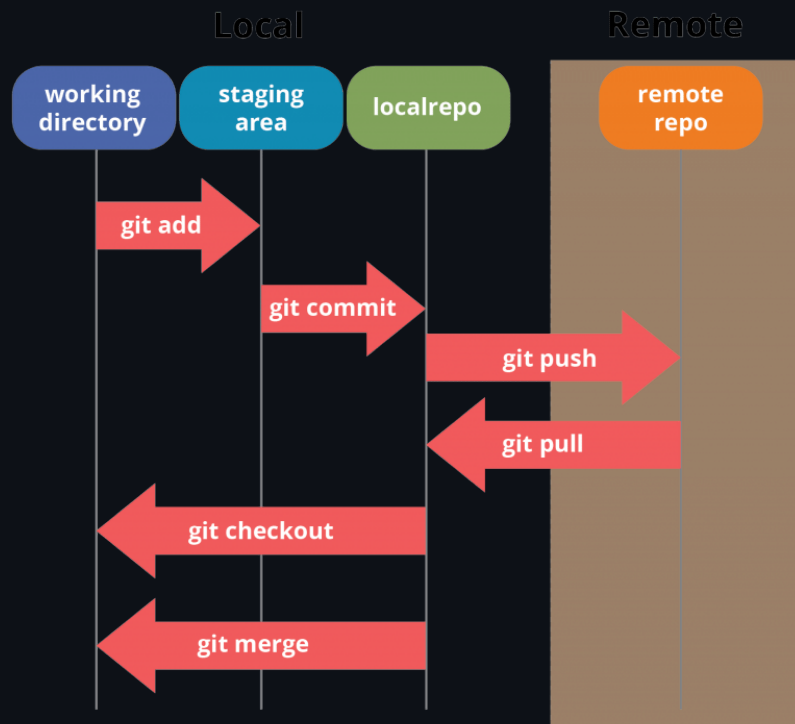 Local
Remote
working
directory
staging
area
localrepo
remote
repo
git add
git commit
git push
git pull
git checkout
git merge